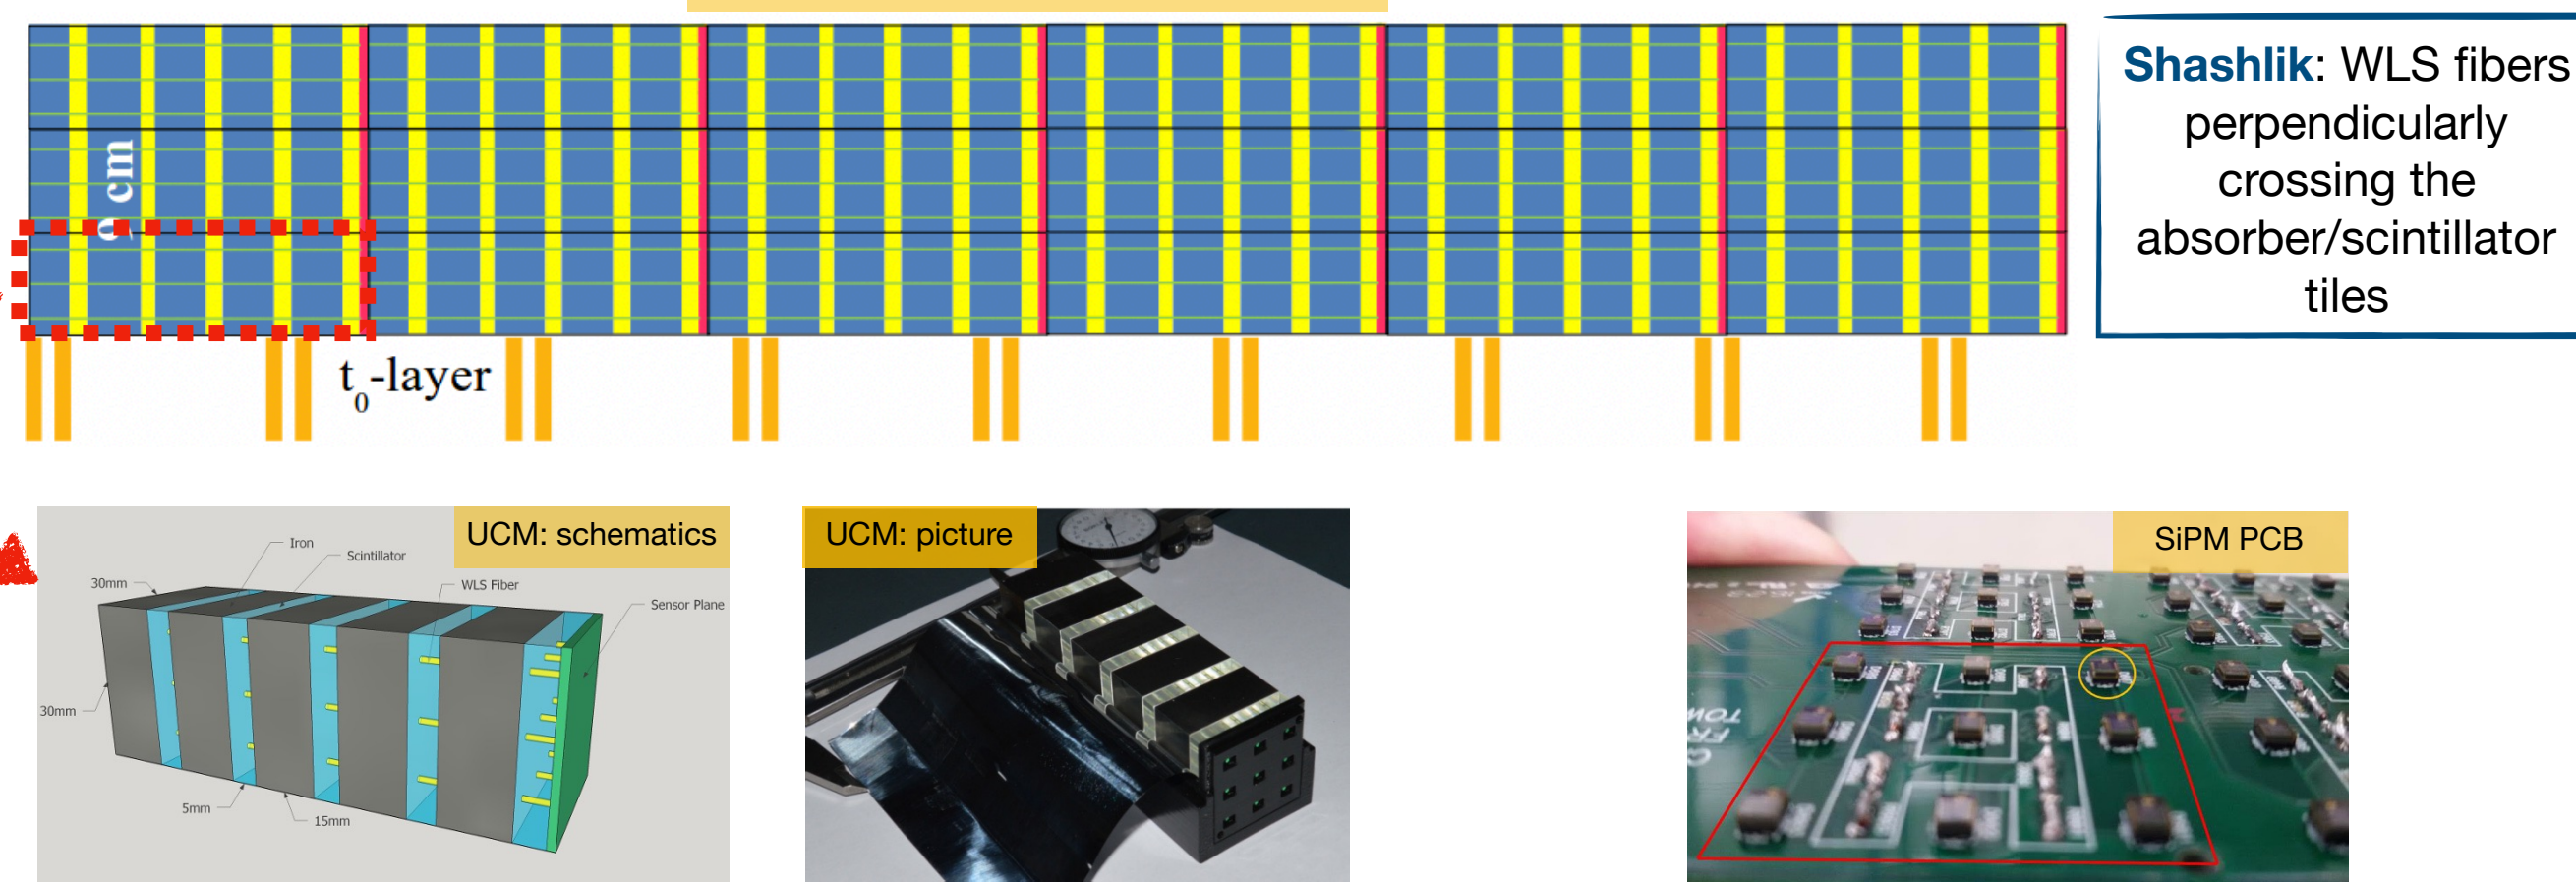 Shashlik: WLS fibers
perpendicularly
crossing the
absorber/scintillator
tiles
9 cm
t0-layer
UCM: schematics
Iron
Scintillator
30mm
WLS Fiber
Sensor Plane
30mm
5mm
15mm
UCM: picture
SiPM PCB